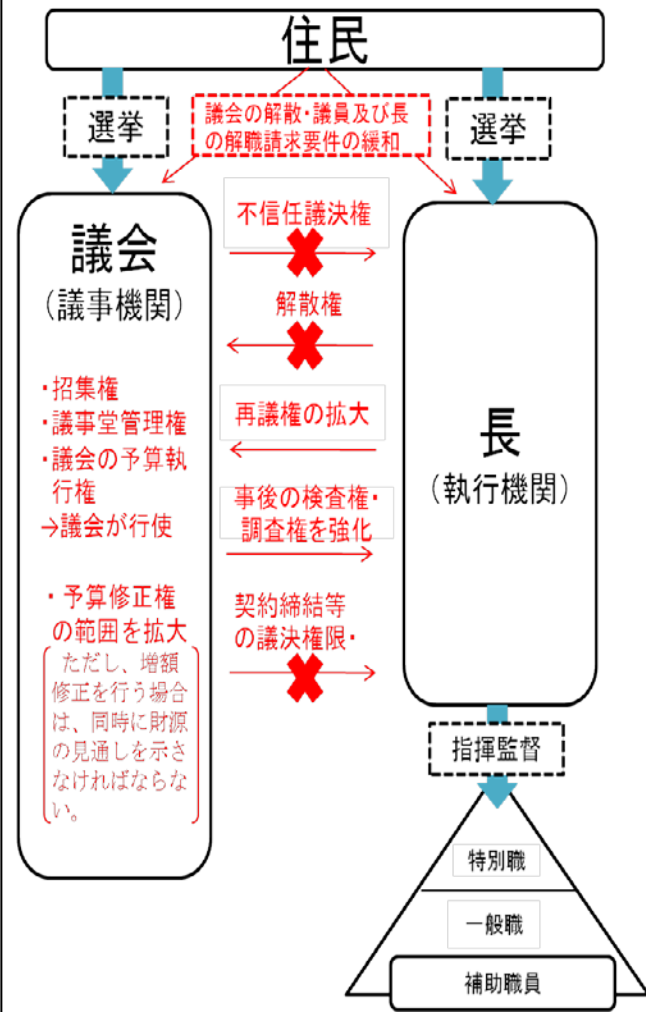 住民
選挙
議会の解散・議員及び長
の解職請求要件の緩和
選挙
議会
（議事機関）
・招集権
・議事堂管理権
・議会の予算執
行権
→議会が行使
・予算修正権
の範囲を拡大
ただし、増額
修正を行う場合
は、同時に財源
の見通しを示さ
なければならな
い。
不信任議決権
解散権
再議権の拡大
事後の検査権・
調査権を強化
契約締結等
の議決権限・
長
（執行機関）
指揮監督
特別職
一般職
補助職員